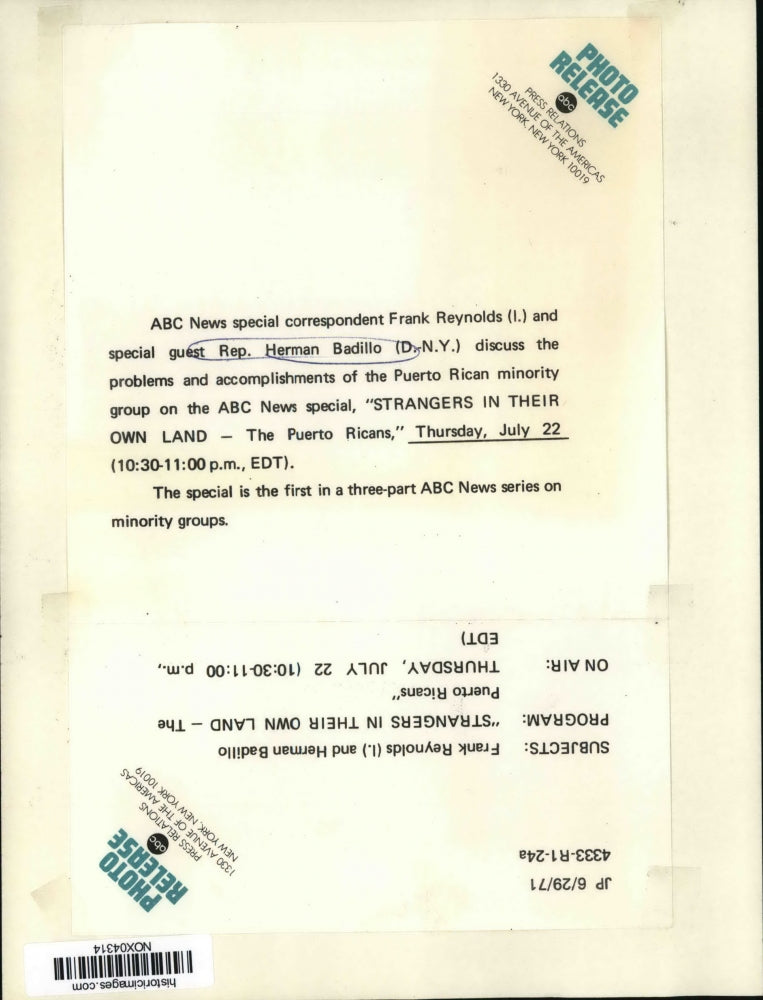 PHOTO
RELEASE
abc
PRESS RELATIONS
1330 AVENUE OF THE AMERICAS
NEW YORK, NEW YORK 10019
ABC News special correspondent Frank Reynolds (l.) and
special guest Rep. Herman Badillo (D-N.Y.) discuss the
problems and accomplishments of the Puerto Rican minority
group on the ABC News special, “STRANGERS IN THEIR
OWN LAND — The Puerto Ricans,” Thursday, July 22
(10:30-11:00 p.m., EDT).
The special is the first in a three-part ABC News series on
minority groups.
JP 6/29/71
4333-R1-24a
PHOTO
RELEASE
abc
PRESS RELATIONS
1330 AVENUE OF THE AMERICAS
NEW YORK, NEW YORK 10019
SUBJECTS: Frank Reynolds (l.) and Herman Badillo
PROGRAM: “STRANGERS IN THEIR OWN LAND — The
Puerto Ricans”
ON AIR: THURSDAY, JULY 22 (10:30-11:00 p.m.,
EDT)
historicimages.com
NOX04314